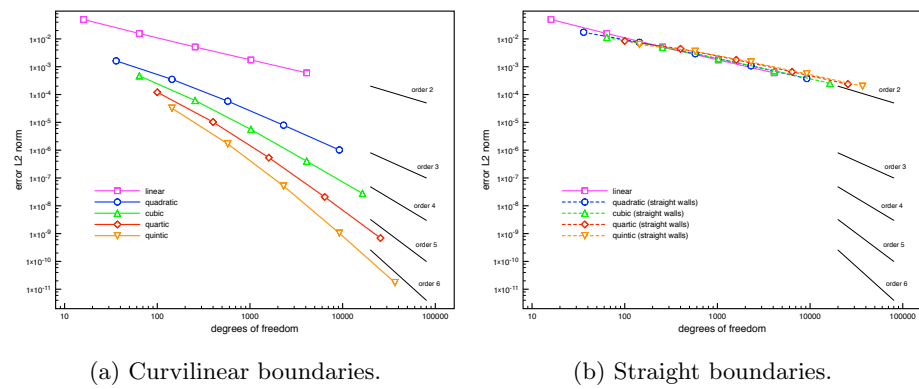 1×10⁻²
1×10⁻³
1×10⁻⁴
1×10⁻⁵
1×10⁻⁶
1×10⁻⁷
1×10⁻⁸
1×10⁻⁹
1×10⁻¹⁰
1×10⁻¹¹
error L2 norm
order 2
order 3
order 4
order 5
order 6
linear
quadratic
cubic
quartic
quintic
10 100 1000 10000 100000
degrees of freedom
(a) Curvilinear boundaries.
1×10⁻²
1×10⁻³
1×10⁻⁴
1×10⁻⁵
1×10⁻⁶
1×10⁻⁷
1×10⁻⁸
1×10⁻⁹
1×10⁻¹⁰
1×10⁻¹¹
error L2 norm
order 2
order 3
order 4
order 5
order 6
linear
quadratic (straight walls)
cubic (straight walls)
quartic (straight walls)
quintic (straight walls)
10 100 1000 10000 100000
degrees of freedom
(b) Straight boundaries.